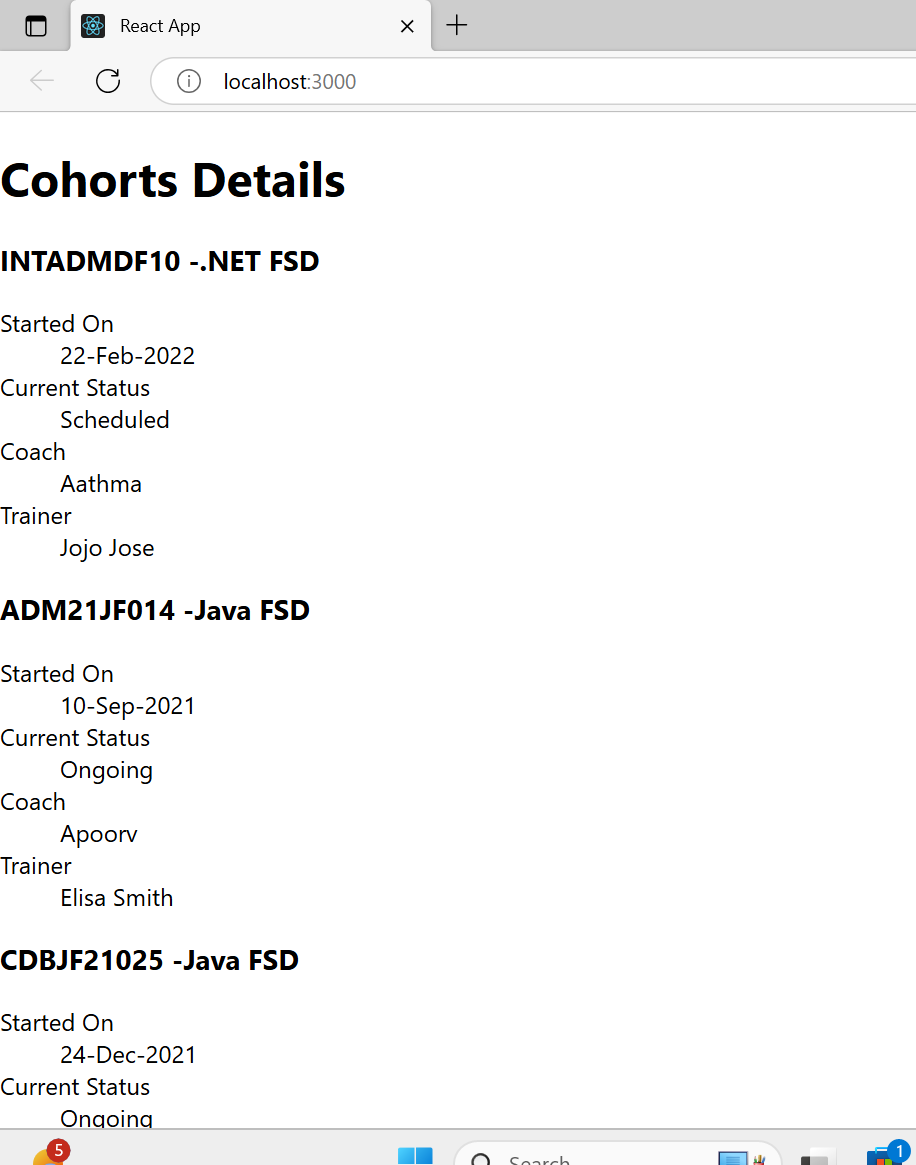 React App
localhost:3000
Cohorts Details
INTADMDF10 -.NET FSD
Started On
22-Feb-2022
Current Status
Scheduled
Coach
Aathma
Trainer
Jojo Jose
ADM21JF014 -Java FSD
Started On
10-Sep-2021
Current Status
Ongoing
Coach
Apoorv
Trainer
Elisa Smith
CDBJF21025 -Java FSD
Started On
24-Dec-2021
Current Status
Ongoing
5
Search
1